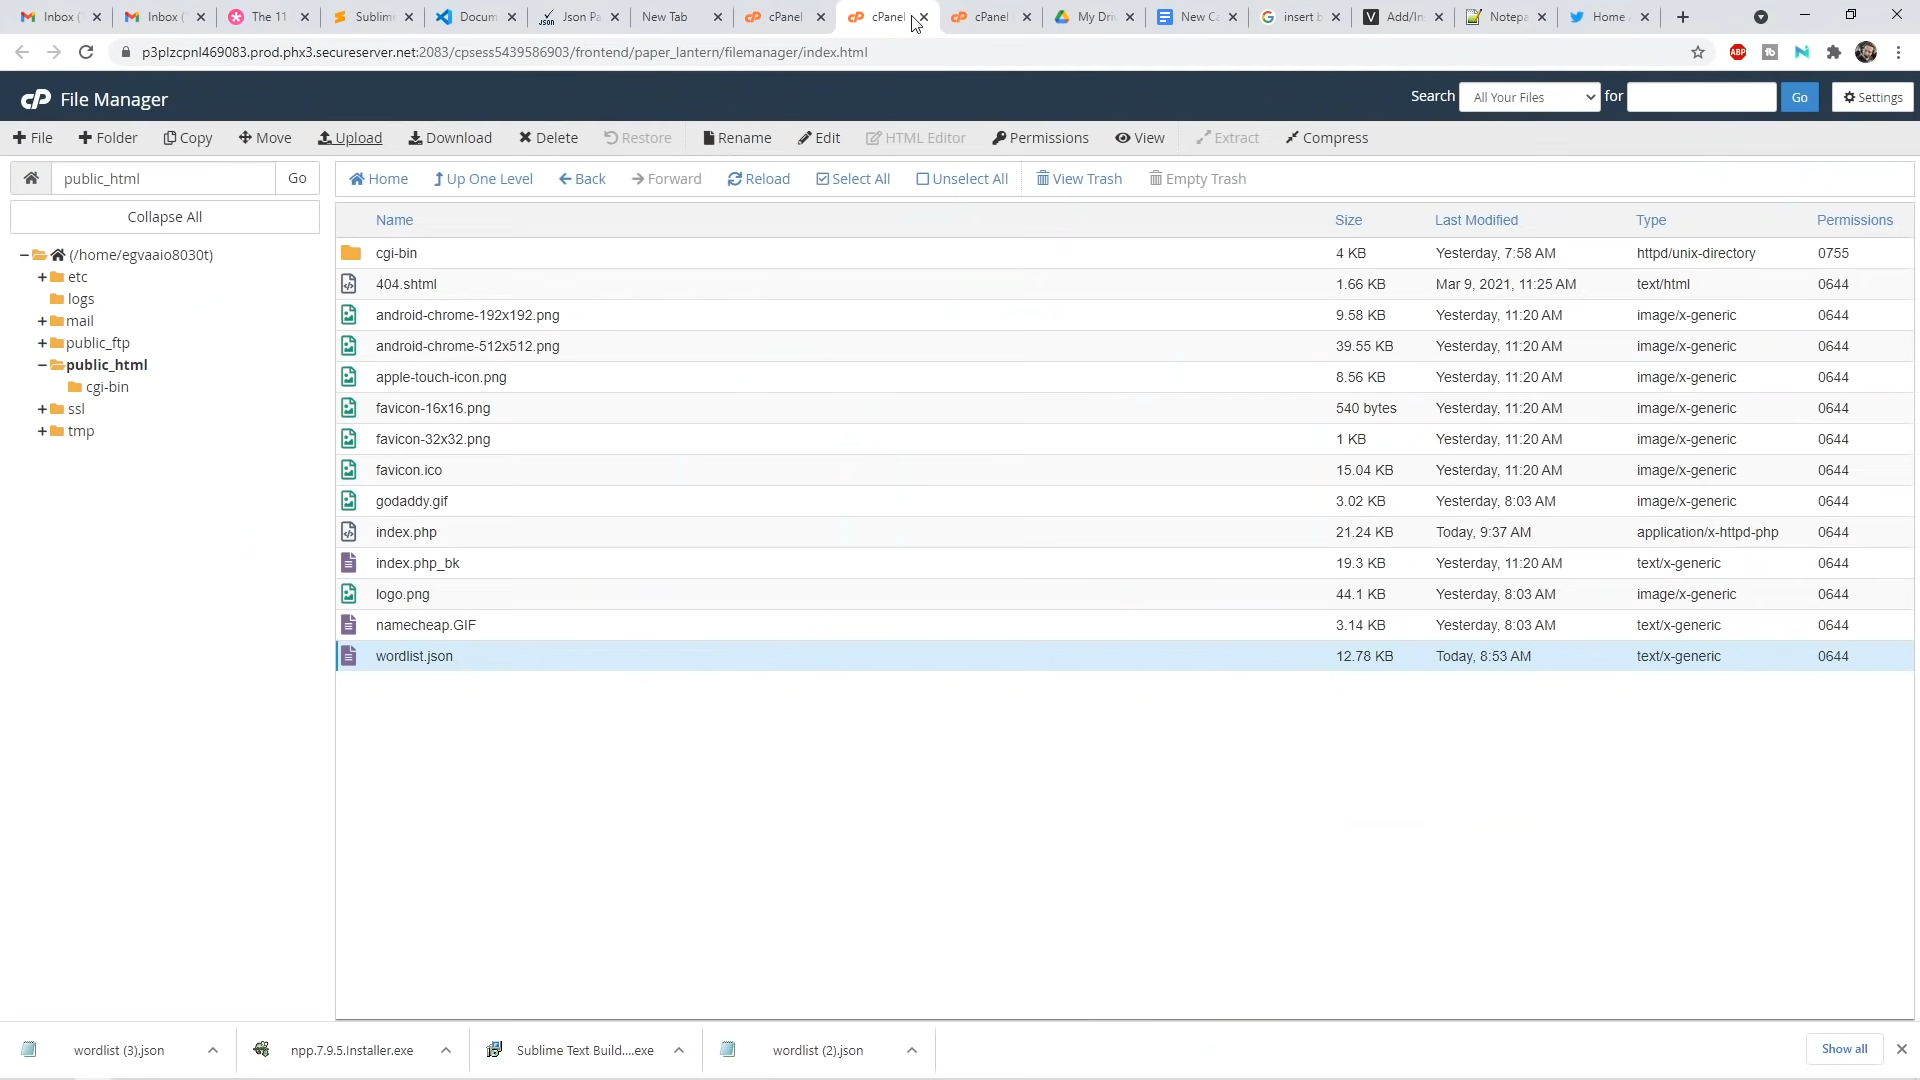 Inbox ( Inbox ( The 11 Sublim Docum Json Pa New Tab cPanel cPanel cPanel My Dri New C insert b Add/In Notepa Home
p3plzcpnl469083.prod.phx3.secureserver.net:2083/cpsess5439586903/frontend/paper_lantern/filemanager/index.html
cP File Manager Search All Your Files for Go Settings
File Folder Copy Move Upload Download Delete Restore Rename Edit HTML Editor Permissions View Extract Compress
public_html Go Home Up One Level Back Forward Reload Select All Unselect All View Trash Empty Trash
Collapse All
(/home/egvaaio8030t)
etc
logs
mail
public_ftp
public_html
cgi-bin
ssl
tmp
Name Size Last Modified Type Permissions
cgi-bin 4 KB Yesterday, 7:58 AM httpd/unix-directory 0755
404.shtml 1.66 KB Mar 9, 2021, 11:25 AM text/html 0644
android-chrome-192x192.png 9.58 KB Yesterday, 11:20 AM image/x-generic 0644
android-chrome-512x512.png 39.55 KB Yesterday, 11:20 AM image/x-generic 0644
apple-touch-icon.png 8.56 KB Yesterday, 11:20 AM image/x-generic 0644
favicon-16x16.png 540 bytes Yesterday, 11:20 AM image/x-generic 0644
favicon-32x32.png 1 KB Yesterday, 11:20 AM image/x-generic 0644
favicon.ico 15.04 KB Yesterday, 11:20 AM image/x-generic 0644
godaddy.gif 3.02 KB Yesterday, 8:03 AM image/x-generic 0644
index.php 21.24 KB Today, 9:37 AM application/x-httpd-php 0644
index.php_bk 19.3 KB Yesterday, 11:20 AM text/x-generic 0644
logo.png 44.1 KB Yesterday, 8:03 AM image/x-generic 0644
namecheap.GIF 3.14 KB Yesterday, 8:03 AM text/x-generic 0644
wordlist.json 12.78 KB Today, 8:53 AM text/x-generic 0644
wordlist (3).json npp.7.9.5.Installer.exe Sublime Text Build....exe wordlist (2).json Show all